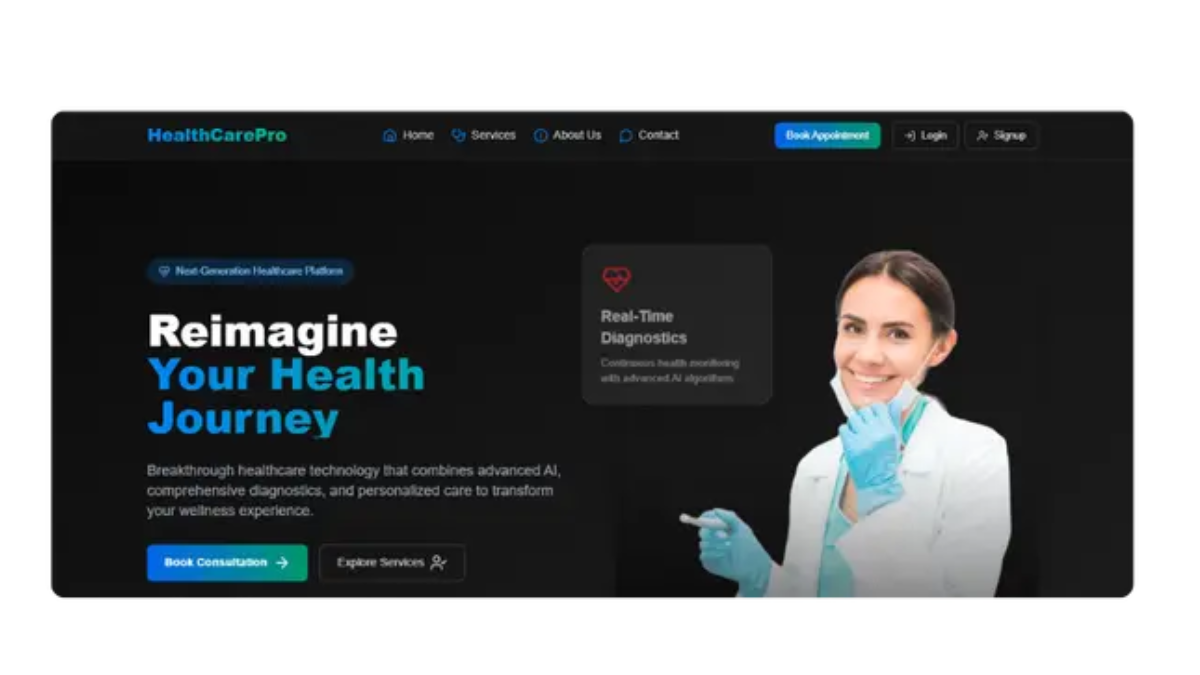 HealthCarePro
Home
Services
About Us
Contact
Book Appointment
Login
Signup
Next-Generation Healthcare Platform
Reimagine
Your Health
Journey
Breakthrough healthcare technology that combines advanced AI,
comprehensive diagnostics, and personalized care to transform
your wellness experience.
Book Consultation
Explore Services
Real-Time
Diagnostics
Continuous health monitoring
with advanced AI algorithms